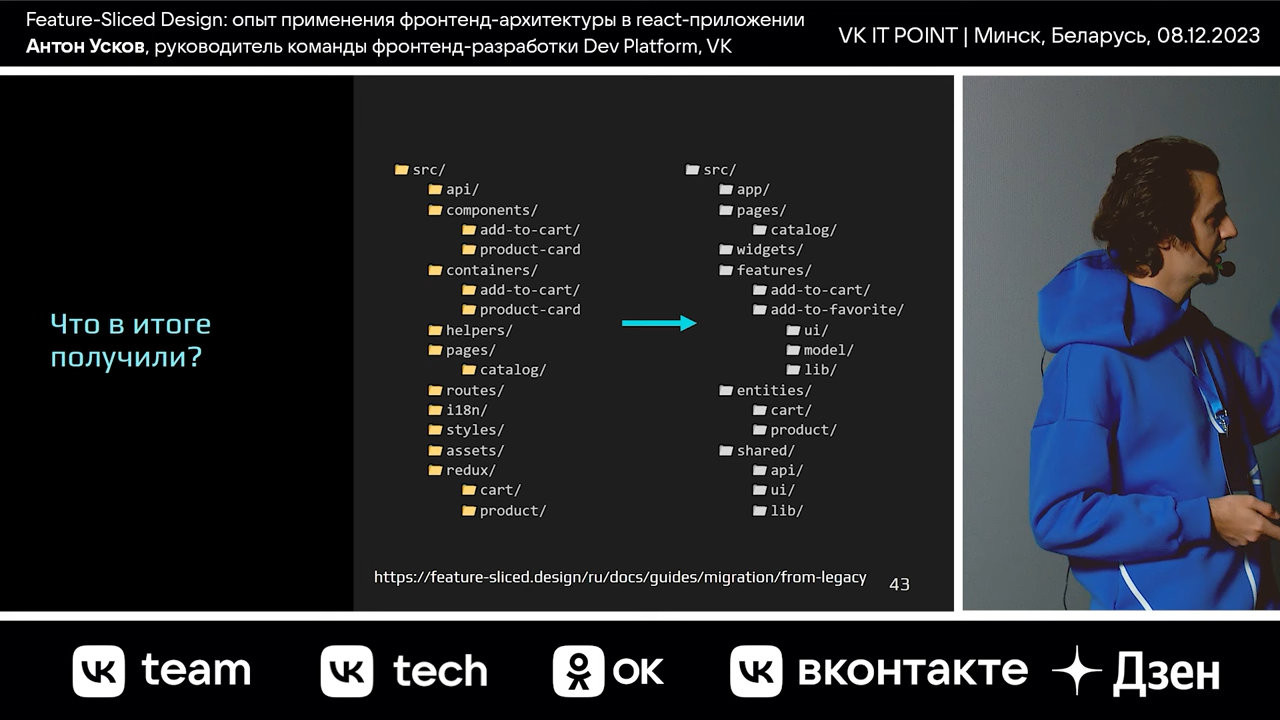 Feature-Sliced Design: опыт применения фронтенд-архитектуры в react-приложении
Антон Усков, руководитель команды фронтенд-разработки Dev Platform, VK
VK IT POINT | Минск, Беларусь, 08.12.2023
Что в итоге
получили?
src/
api/
components/
add-to-cart/
product-card
containers/
add-to-cart/
product-card
helpers/
pages/
catalog/
routes/
i18n/
styles/
assets/
redux/
cart/
product/
src/
app/
pages/
catalog/
widgets/
features/
add-to-cart/
add-to-favorite/
ui/
model/
lib/
entities/
cart/
product/
shared/
api/
ui/
lib/
https://feature-sliced.design/ru/docs/guides/migration/from-legacy
43
VK team
VK tech
ОК
VK вконтакте
Дзен